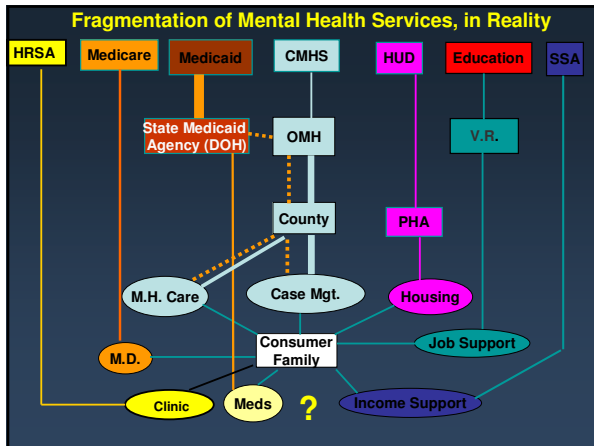 Fragmentation of Mental Health Services, in Reality
HRSA
Medicare
Medicaid
CMHS
HUD
Education
SSA
State Medicaid
Agency (DOH)
OMH
V.R.
County
PHA
M.H. Care
Case Mgt.
Housing
Consumer
Family
Job Support
M.D.
Clinic
Meds
?
Income Support